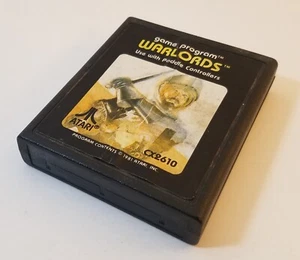 game program™
WARLORDS™
Use with Paddle Controllers
ATARI®
CX2610
PROGRAM CONTENTS © 1981 ATARI, INC.